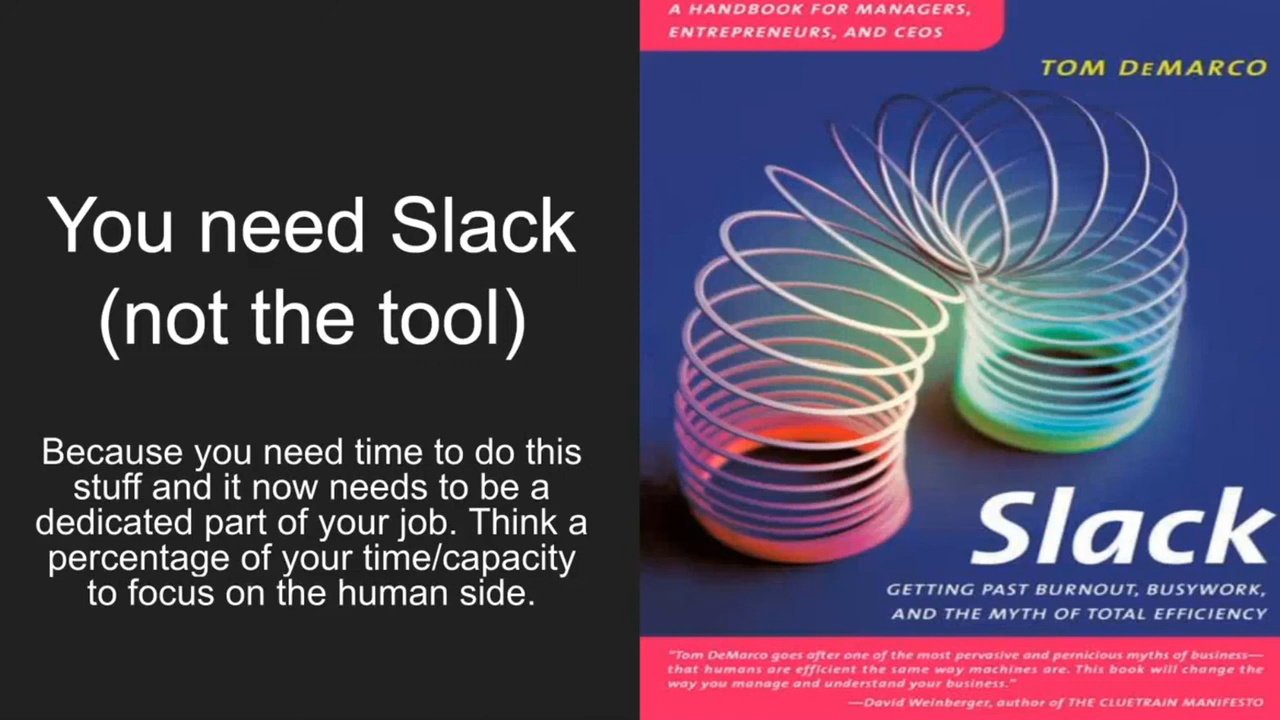 You need Slack
(not the tool)
Because you need time to do this
stuff and it now needs to be a
dedicated part of your job. Think a
percentage of your time/capacity
to focus on the human side.
A HANDBOOK FOR MANAGERS,
ENTREPRENEURS, AND CEOS
TOM DEMARCO
Slack
GETTING PAST BURNOUT, BUSYWORK,
AND THE MYTH OF TOTAL EFFICIENCY
"Tom DeMarco goes after one of the most pervasive and pernicious myths of business—
that humans are efficient the same way machines are. This book will change the
way you manage and understand your business."
—David Weinberger, author of THE CLUETRAIN MANIFESTO